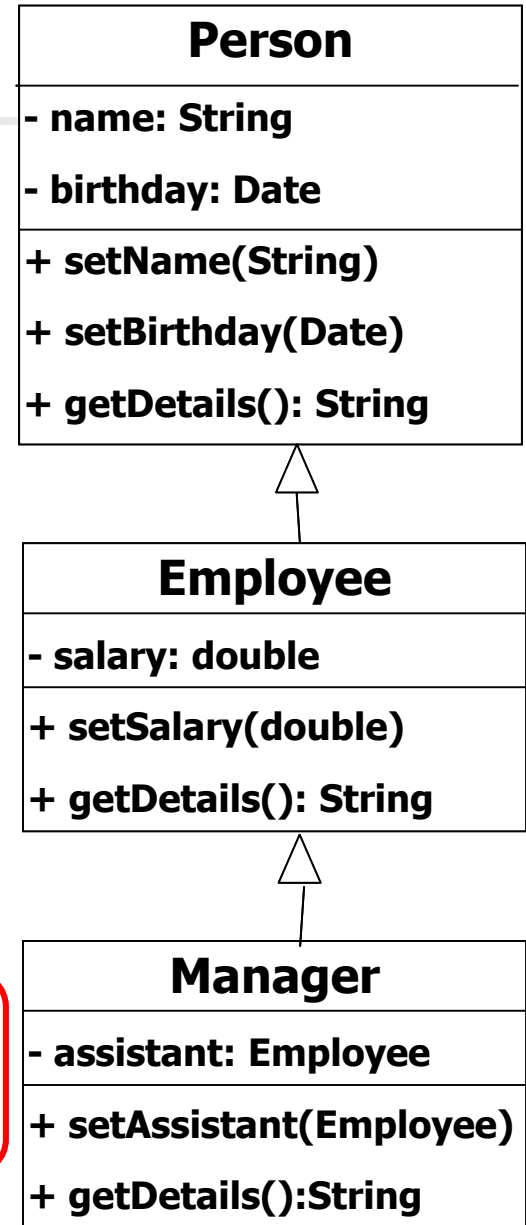 Person
- name: String
- birthday: Date
+ setName(String)
+ setBirthday(Date)
+ getDetails(): String
Employee
- salary: double
+ setSalary(double)
+ getDetails(): String
Manager
- assistant: Employee
+ setAssistant(Employee)
+ getDetails():String